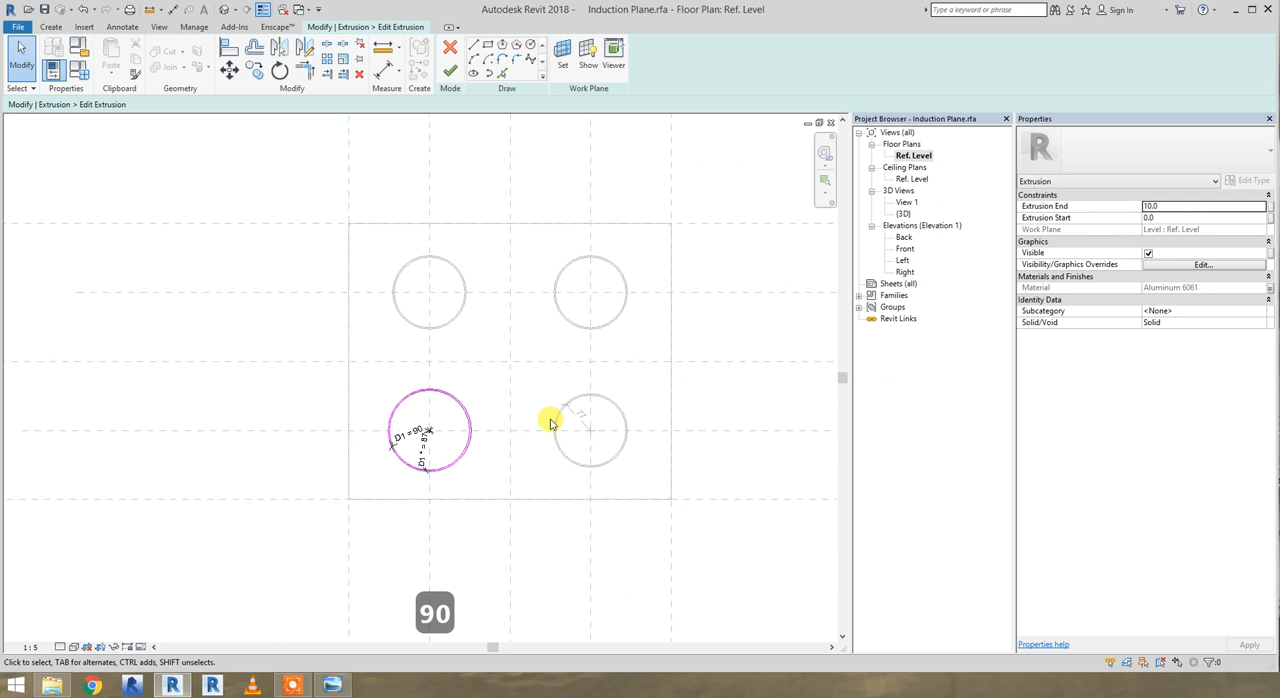 Autodesk Revit 2018 - Induction Plane.rfa - Floor Plan: Ref. Level
Type a keyword or phrase
Sign In
File Create Insert Annotate View Manage Add-Ins Enscape™ Modify | Extrusion > Edit Extrusion
Modify
Paste
Cut
Join
Set Show Viewer
Select Properties Clipboard Geometry Modify Measure Create Mode Draw Work Plane
Modify | Extrusion > Edit Extrusion
Project Browser - Induction Plane.rfa
Views (all)
Floor Plans
Ref. Level
Ceiling Plans
Ref. Level
3D Views
View 1
{3D}
Elevations (Elevation 1)
Back
Front
Left
Right
Sheets (all)
Families
Groups
Revit Links
Properties
Extrusion
Edit Type
Constraints
Extrusion End 10.0
Extrusion Start 0.0
Work Plane Level : Ref. Level
Graphics
Visible
Visibility/Graphics Overrides Edit...
Materials and Finishes
Material Aluminum 6061
Identity Data
Subcategory <None>
Solid/Void Solid
Properties help
Apply
D1 = 90
D1 * = 87
77
90
1 : 5
Click to select, TAB for alternates, CTRL adds, SHIFT unselects.
:0